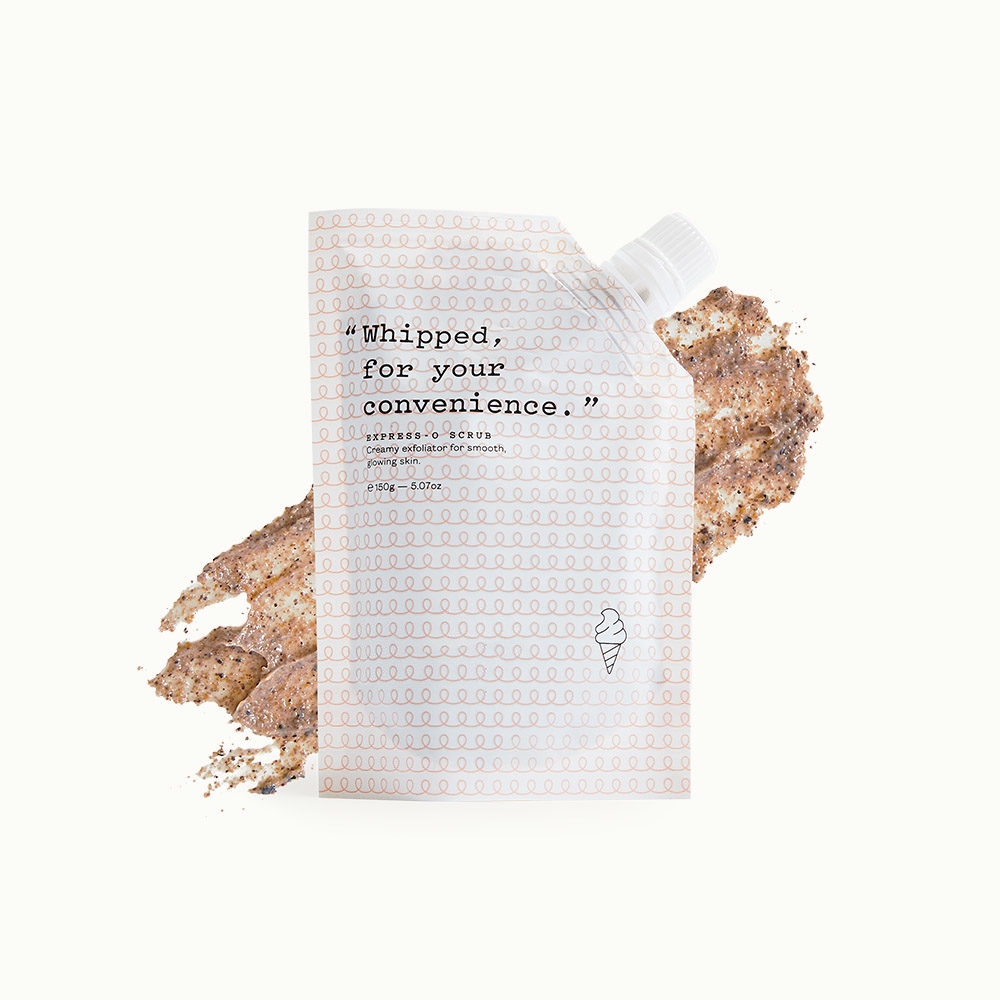 “Whipped,
for your
convenience.”
EXPRESS-O SCRUB
Creamy exfoliator for smooth,
glowing skin.
℮150g — 5.07oz